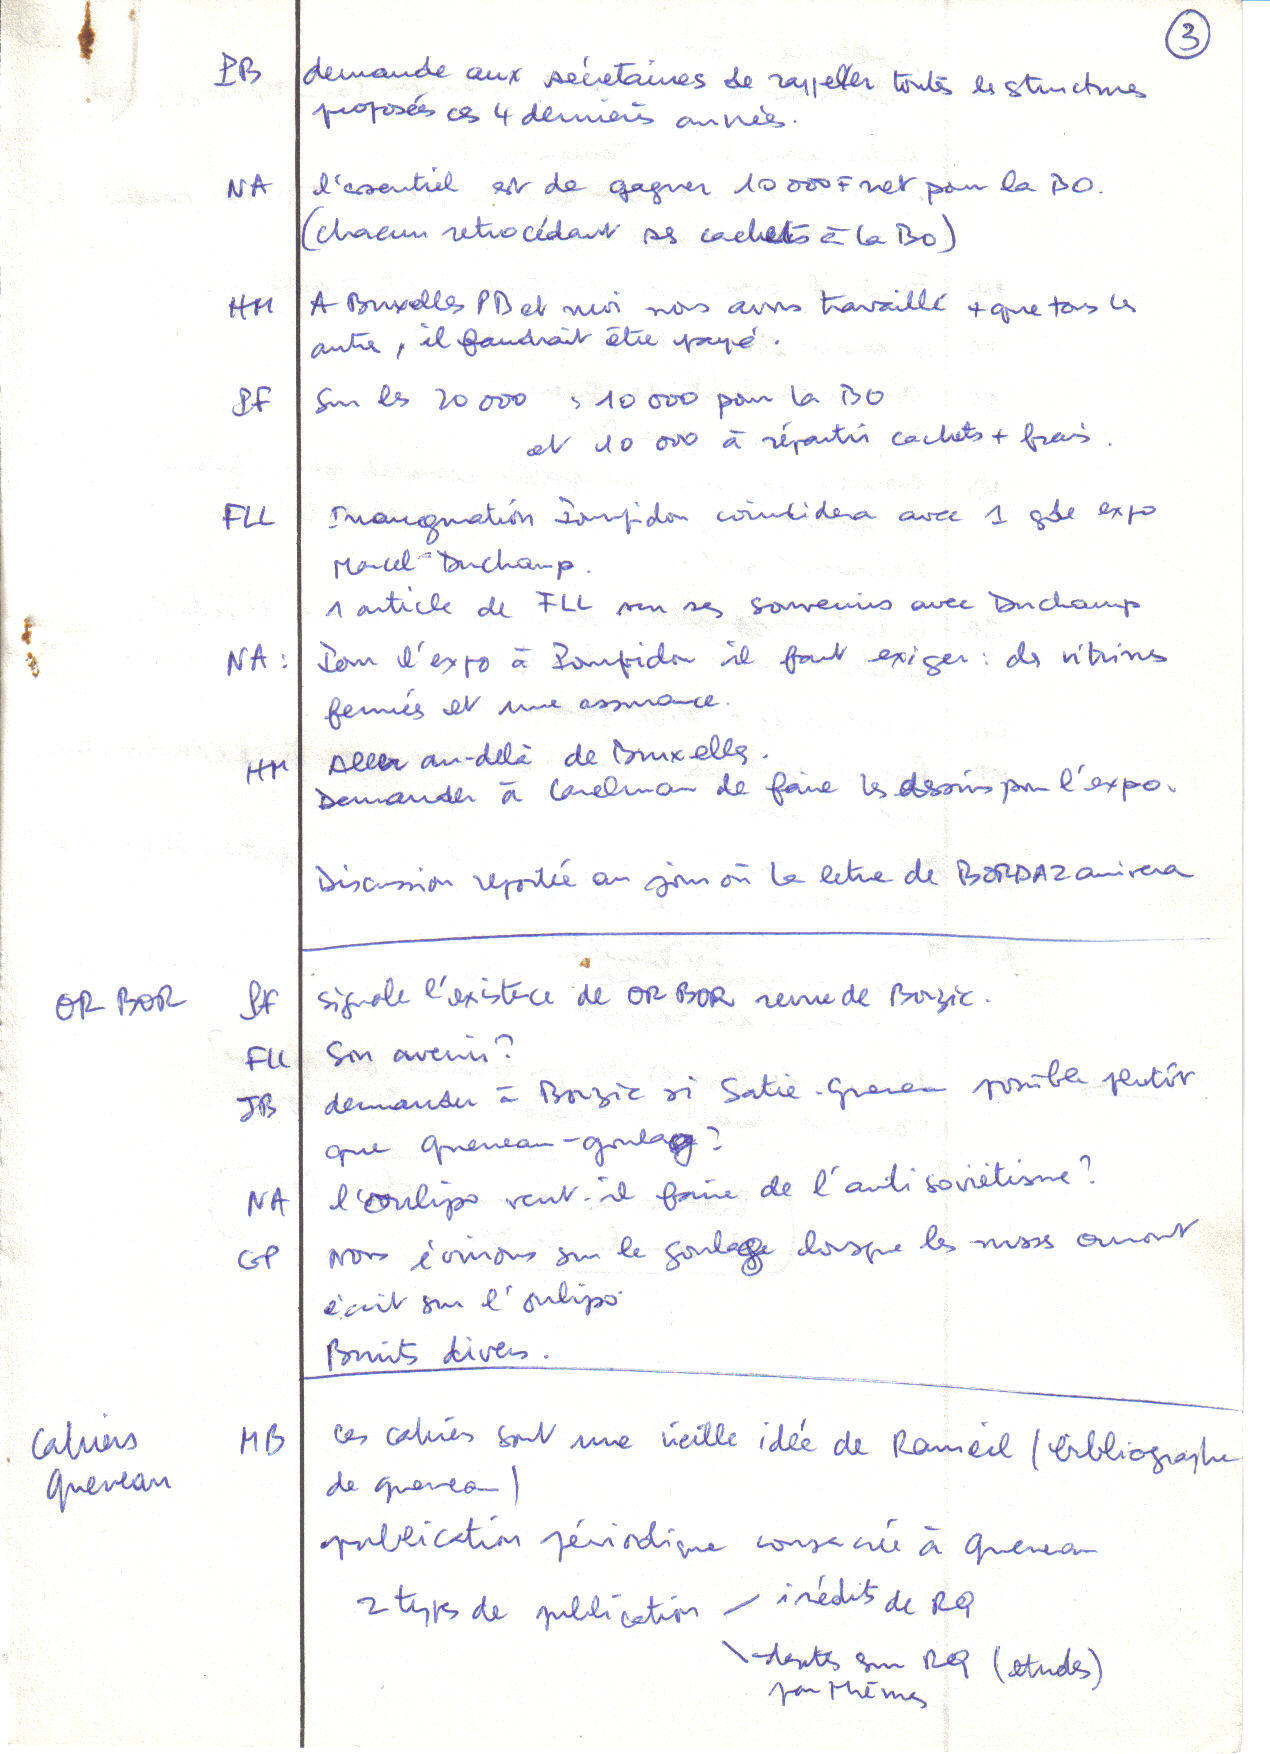 3
PB demande aux secrétaires de rappeler toutes les structures
proposées ces 4 dernières années.
NA l'essentiel est de gagner 10 000 F net pour la BO.
(chacun retrocédant ses cachets à la BO)
HM A Bruxelles PB et moi nous avons travaillé + que tous les
autres, il faudrait être payé.
PF Sur les 20 000, 10 000 pour la BO
et 10 000 à répartir cachets + frais.
FLL Inauguration Pompidou coincidera avec 1 gde expo
Marcel Duchamp.
1 article de FLL sur ses souvenirs avec Duchamp
NA: Pour l'expo à Pompidou il faut exiger : des vitrines
fermées et une assurance.
HM Aller au-delà de Bruxelles.
Demander à Carelman de faire les dessins pour l'expo.
Discussion reportée au jour où la lettre de BORDAZ arrivera
OR BOR PF signale l'existence de OR BOR revue de Borzic.
FLL Son avenir?
JB demander à Borzic si Satie-Queneau possible plutôt
que Queneau-goulag?
NA l'oulipo veut-il faire de l'anti soviétisme?
GP Nous écrirons sur le goulag lorsque les russes auront
écrit sur l'oulipo
Bruits divers.
Cahiers MB Ces cahiers sont une vieille idée de Rameil (bibliographe
Queneau de Queneau)
publication périodique consacrée à Queneau
2 types de publication / inédits de RQ
\ textes sur RQ (études)
par thèmes